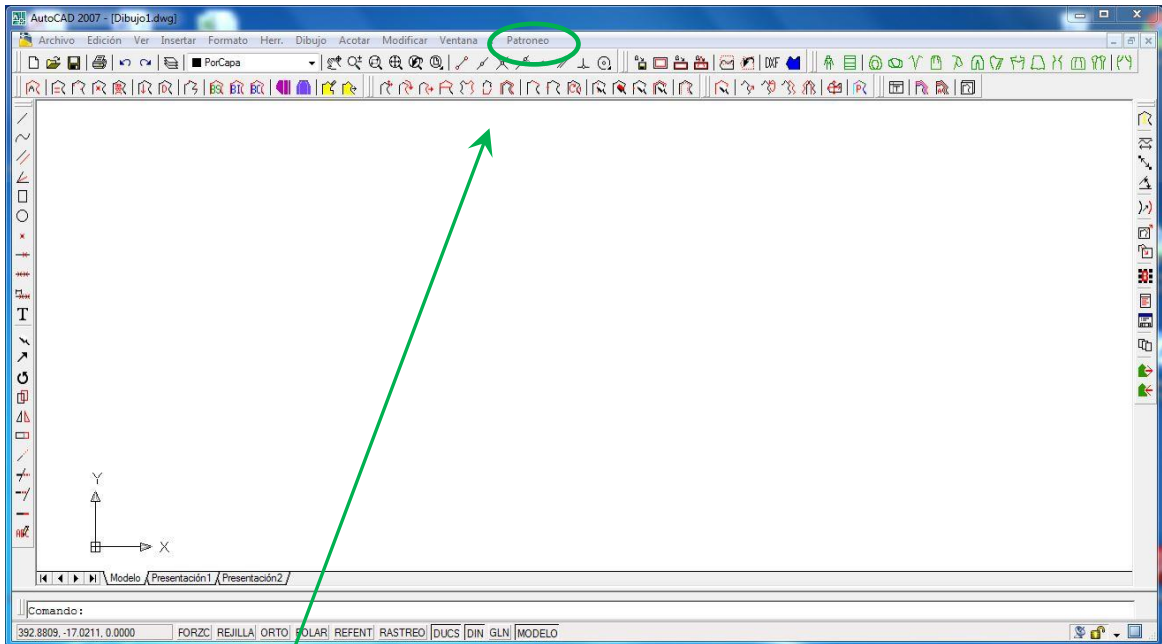 AutoCAD 2007 - [Dibujo1.dwg]
Archivo Edición Ver Insertar Formato Herr. Dibujo Acotar Modificar Ventana Patroneo
PorCapa DXF
T
Y
X
Modelo Presentación1 Presentación2
Comando:
392.8809, -17.0211, 0.0000 FORZC REJILLA ORTO POLAR REFENT RASTREO DUCS DIN GLN MODELO